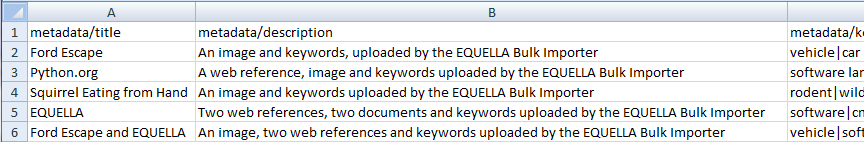 A B
1 metadata/title metadata/description metadata/k
2 Ford Escape An image and keywords, uploaded by the EQUELLA Bulk Importer vehicle|car
3 Python.org A web reference, image and keywords uploaded by the EQUELLA Bulk Importer software lan
4 Squirrel Eating from Hand An image and keywords uploaded by the EQUELLA Bulk Importer rodent|wild
5 EQUELLA Two web references, two documents and keywords uploaded by the EQUELLA Bulk Importer software|cm
6 Ford Escape and EQUELLA An image, two web references and keywords uploaded by the EQUELLA Bulk Importer vehicle|soft